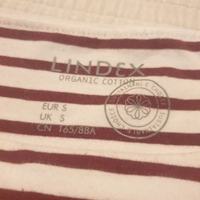 LINDEX
ORGANIC COTTON
EUR S
UK S
CN 165/88A